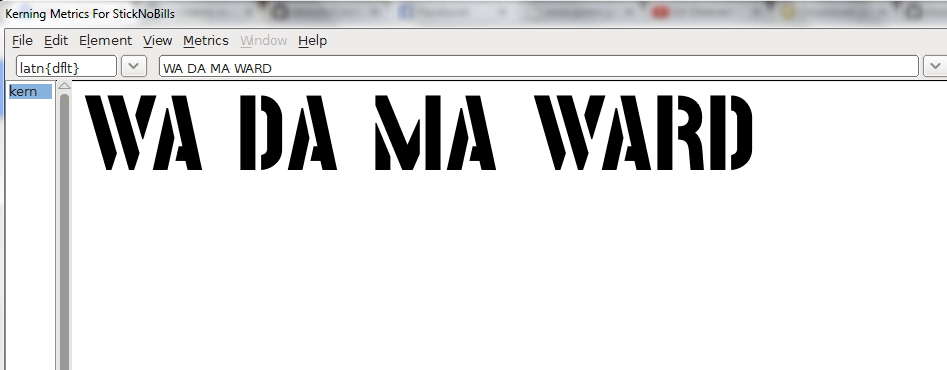 Kerning Metrics For StickNoBills
File Edit Element View Metrics Window Help
latn{dflt} WA DA MA WARD
kern
WA DA MA WARD